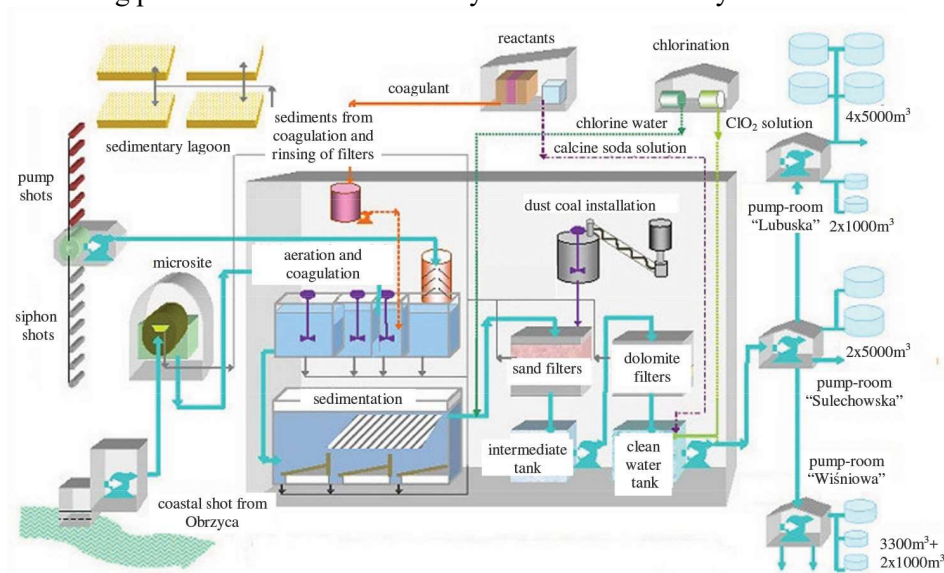 reactants
chlorination
coagulant
sediments from
coagulation and
rinsing of filters
sedimentary lagoon
chlorine water
ClO₂ solution
calcine soda solution
4x5000m³
pump
shots
dust coal installation
pump-room
"Lubuska"
2x1000m³
microsite
aeration and
coagulation
siphon
shots
sand filters
dolomite
filters
2x5000m³
sedimentation
pump-room
"Sulechowska"
intermediate
tank
clean
water
tank
pump-room
"Wiśniowa"
coastal shot from
Obrzyca
3300m³+
2x1000m³